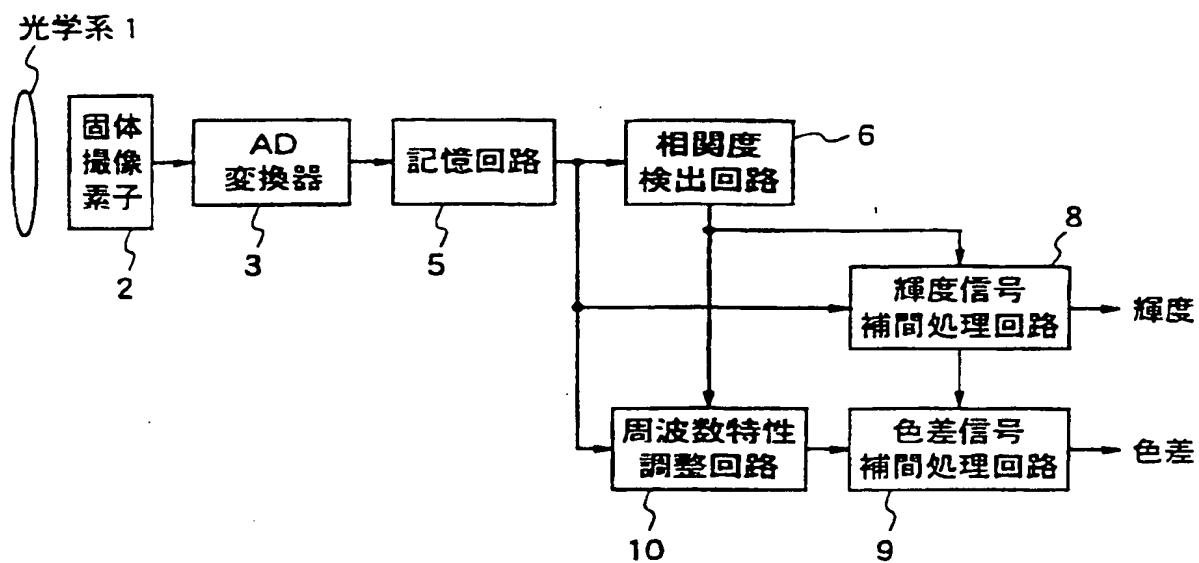 光学系1
固体
撮像
素子
2
AD
変換器
3
記憶回路
5
相関度
検出回路
6
輝度信号
補間処理回路
8
輝度
周波数特性
調整回路
10
色差信号
補間処理回路
9
色差